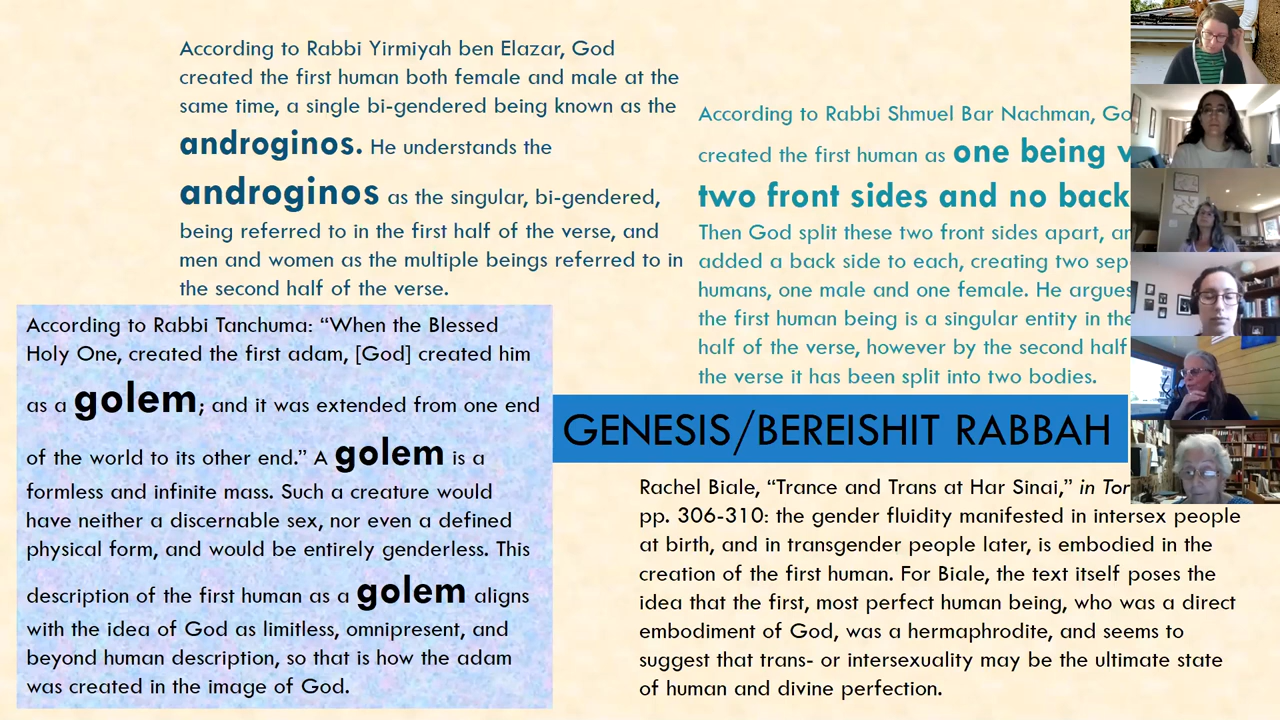 According to Rabbi Yirmiyah ben Elazar, God
created the first human both female and male at the
same time, a single bi-gendered being known as the
androginos. He understands the
androginos as the singular, bi-gendered,
being referred to in the first half of the verse, and
men and women as the multiple beings referred to in
the second half of the verse.
According to Rabbi Shmuel Bar Nachman,
created the first human as one being
two front sides and no back
Then God split these two front sides apart,
added a back side to each, creating two
humans, one male and one female. He argues
the first human being is a singular entity in the
half of the verse, however by the second half
the verse it has been split into two bodies.
According to Rabbi Tanchuma: “When the Blessed
Holy One, created the first adam, [God] created him
as a golem; and it was extended from one end
of the world to its other end.” A golem is a
formless and infinite mass. Such a creature would
have neither a discernable sex, nor even a defined
physical form, and would be entirely genderless. This
description of the first human as a golem aligns
with the idea of God as limitless, omnipresent, and
beyond human description, so that is how the adam
was created in the image of God.
GENESIS/BEREISHIT RABBAH
Rachel Biale, “Trance and Trans at Har Sinai,” in
pp. 306-310: the gender fluidity manifested in intersex people
at birth, and in transgender people later, is embodied in the
creation of the first human. For Biale, the text itself poses the
idea that the first, most perfect human being, who was a direct
embodiment of God, was a hermaphrodite, and seems to
suggest that trans- or intersexuality may be the ultimate state
of human and divine perfection.